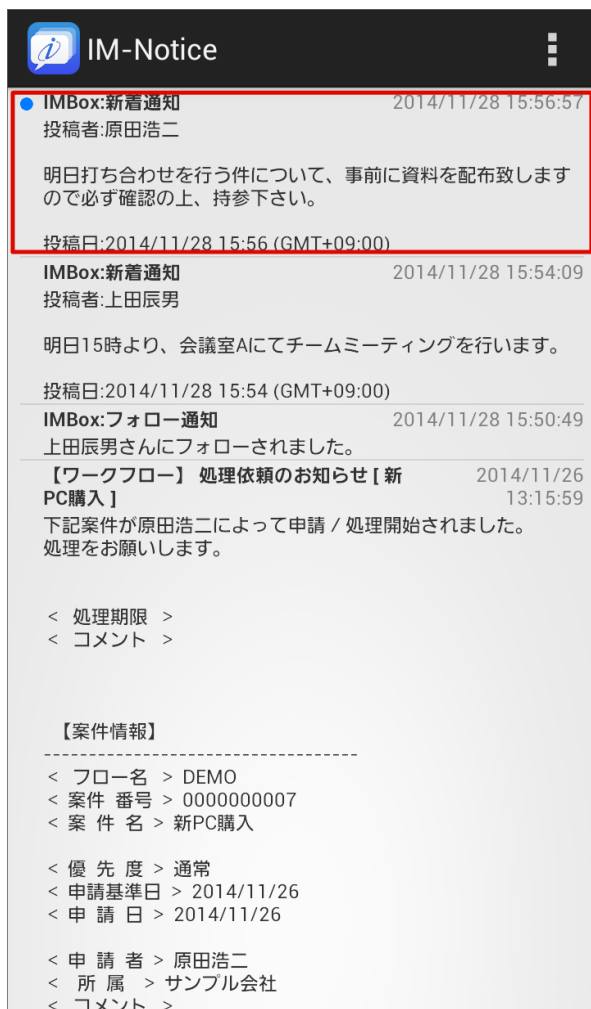 IM-Notice
IMBox:新着通知 2014/11/28 15:56:57
投稿者:原田浩二
明日打ち合わせを行う件について、事前に資料を配布致します
ので必ず確認の上、持参下さい。
投稿日:2014/11/28 15:56 (GMT+09:00)
IMBox:新着通知 2014/11/28 15:54:09
投稿者:上田辰男
明日15時より、会議室Aにてチームミーティングを行います。
投稿日:2014/11/28 15:54 (GMT+09:00)
IMBox:フォロー通知 2014/11/28 15:50:49
上田辰男さんにフォローされました。
【ワークフロー】 処理依頼のお知らせ [ 新 2014/11/26
PC購入 ] 13:15:59
下記案件が原田浩二によって申請 / 処理開始されました。
処理をお願いします。
< 処理期限 >
< コメント >
【案件情報】
-----------------------------------
< フロー名 > DEMO
< 案件 番号 > 0000000007
< 案 件 名 > 新PC購入
< 優 先 度 > 通常
< 申請基準日 > 2014/11/26
< 申 請 日 > 2014/11/26
< 申 請 者 > 原田浩二
< 所 属 > サンプル会社
< コメント >